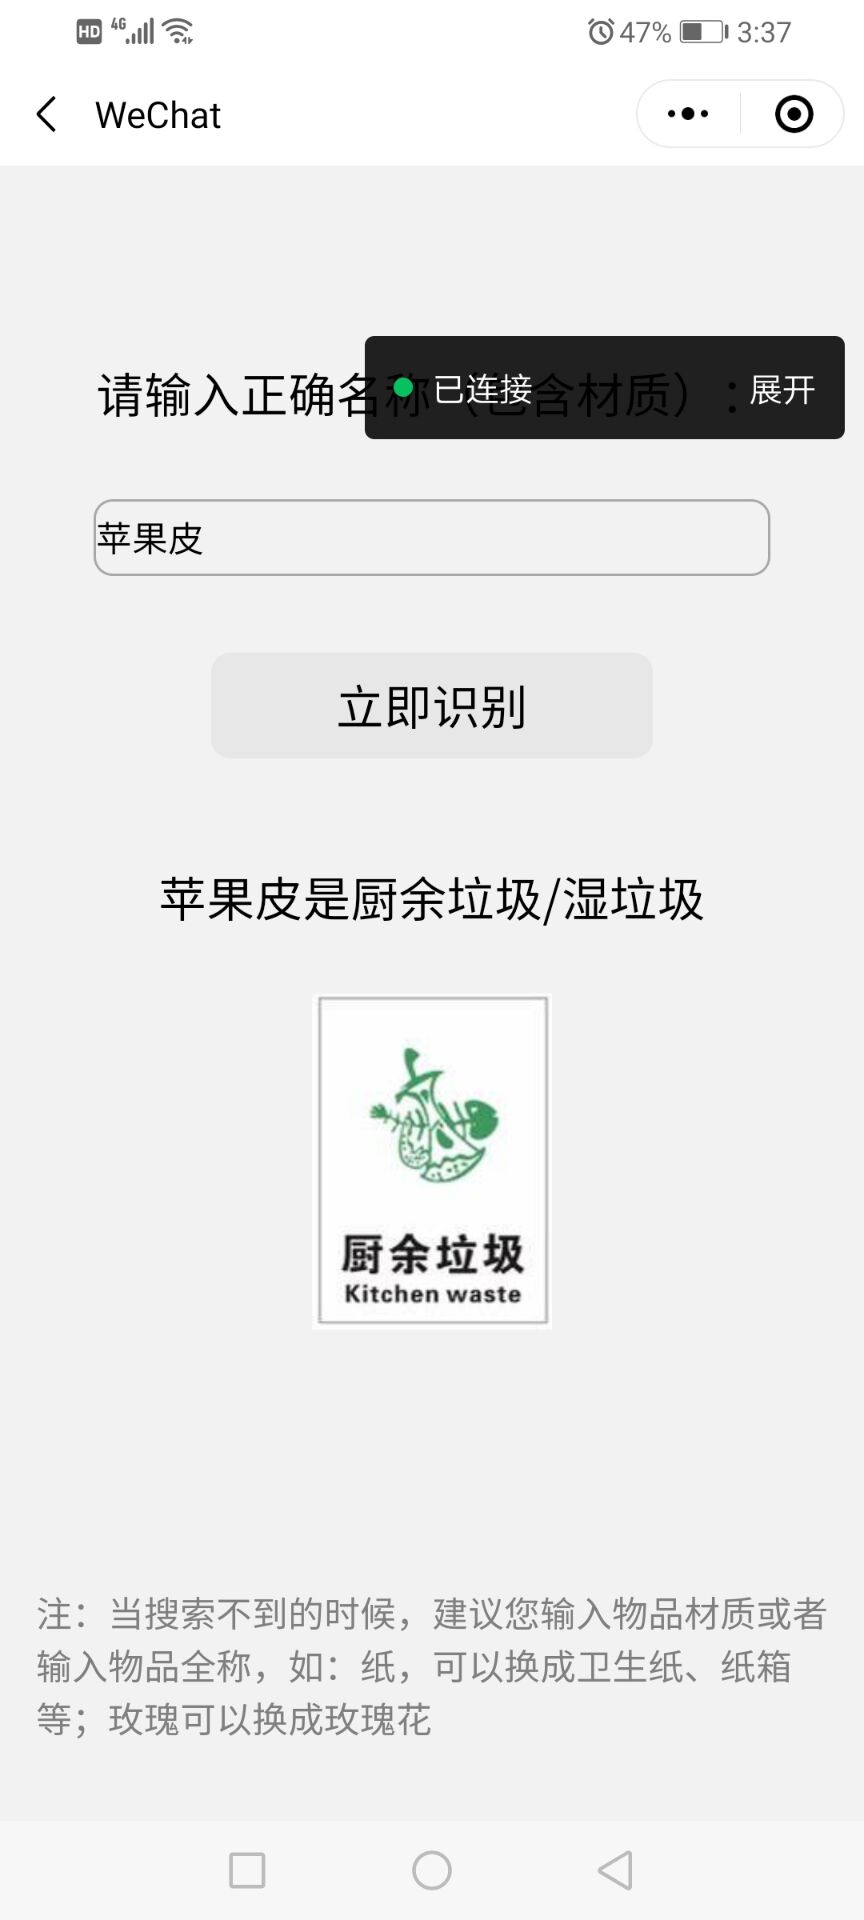 HD 4G 47% 3:37
WeChat
请输入正确名称（包含材质）：
已连接 展开
苹果皮
立即识别
苹果皮是厨余垃圾/湿垃圾
厨余垃圾
Kitchen waste
注：当搜索不到的时候，建议您输入物品材质或者
输入物品全称，如：纸，可以换成卫生纸、纸箱
等；玫瑰可以换成玫瑰花